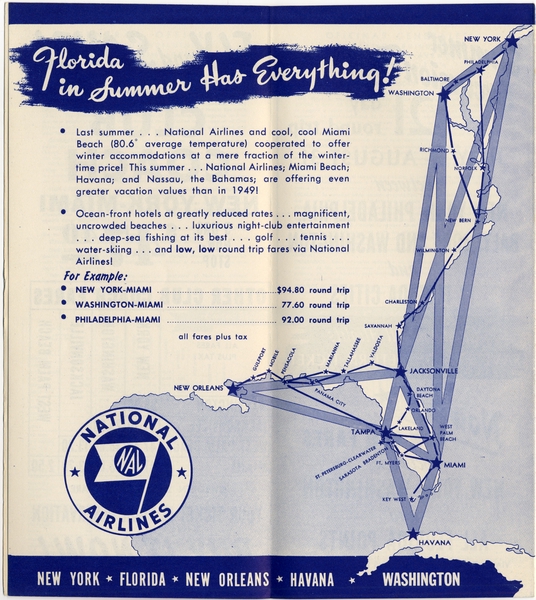 Florida
in Summer Has Everything!
• Last summer . . . National Airlines and cool, cool Miami
Beach (80.6° average temperature) cooperated to offer
winter accommodations at a mere fraction of the winter-
time price! This summer . . . National Airlines; Miami Beach;
Havana; and Nassau, the Bahamas; are offering even
greater vacation values than in 1949!
• Ocean-front hotels at greatly reduced rates . . . magnificent,
uncrowded beaches . . . luxurious night-club entertainment
. . . deep-sea fishing at its best . . . golf . . . tennis . . .
water-skiing . . . and low, low round trip fares via National
Airlines!
For Example:
• NEW YORK-MIAMI $94.80 round trip
• WASHINGTON-MIAMI 77.60 round trip
• PHILADELPHIA-MIAMI 92.00 round trip
all fares plus tax
NEW YORK
PHILADELPHIA
BALTIMORE
WASHINGTON
RICHMOND
NORFOLK
NEW BERN
WILMINGTON
CHARLESTON
SAVANNAH
JACKSONVILLE
GULFPORT
MOBILE
PENSACOLA
MARIANNA
TALLAHASSEE
VALDOSTA
NEW ORLEANS
PANAMA CITY
DAYTONA
BEACH
ORLANDO
LAKELAND
TAMPA
WEST
PALM
BEACH
ST. PETERSBURG-CLEARWATER
SARASOTA BRADENTON
FT. MYERS
MIAMI
KEY WEST
HAVANA
NATIONAL
NAL
AIRLINES
NEW YORK ★ FLORIDA ★ NEW ORLEANS ★ HAVANA ★ WASHINGTON